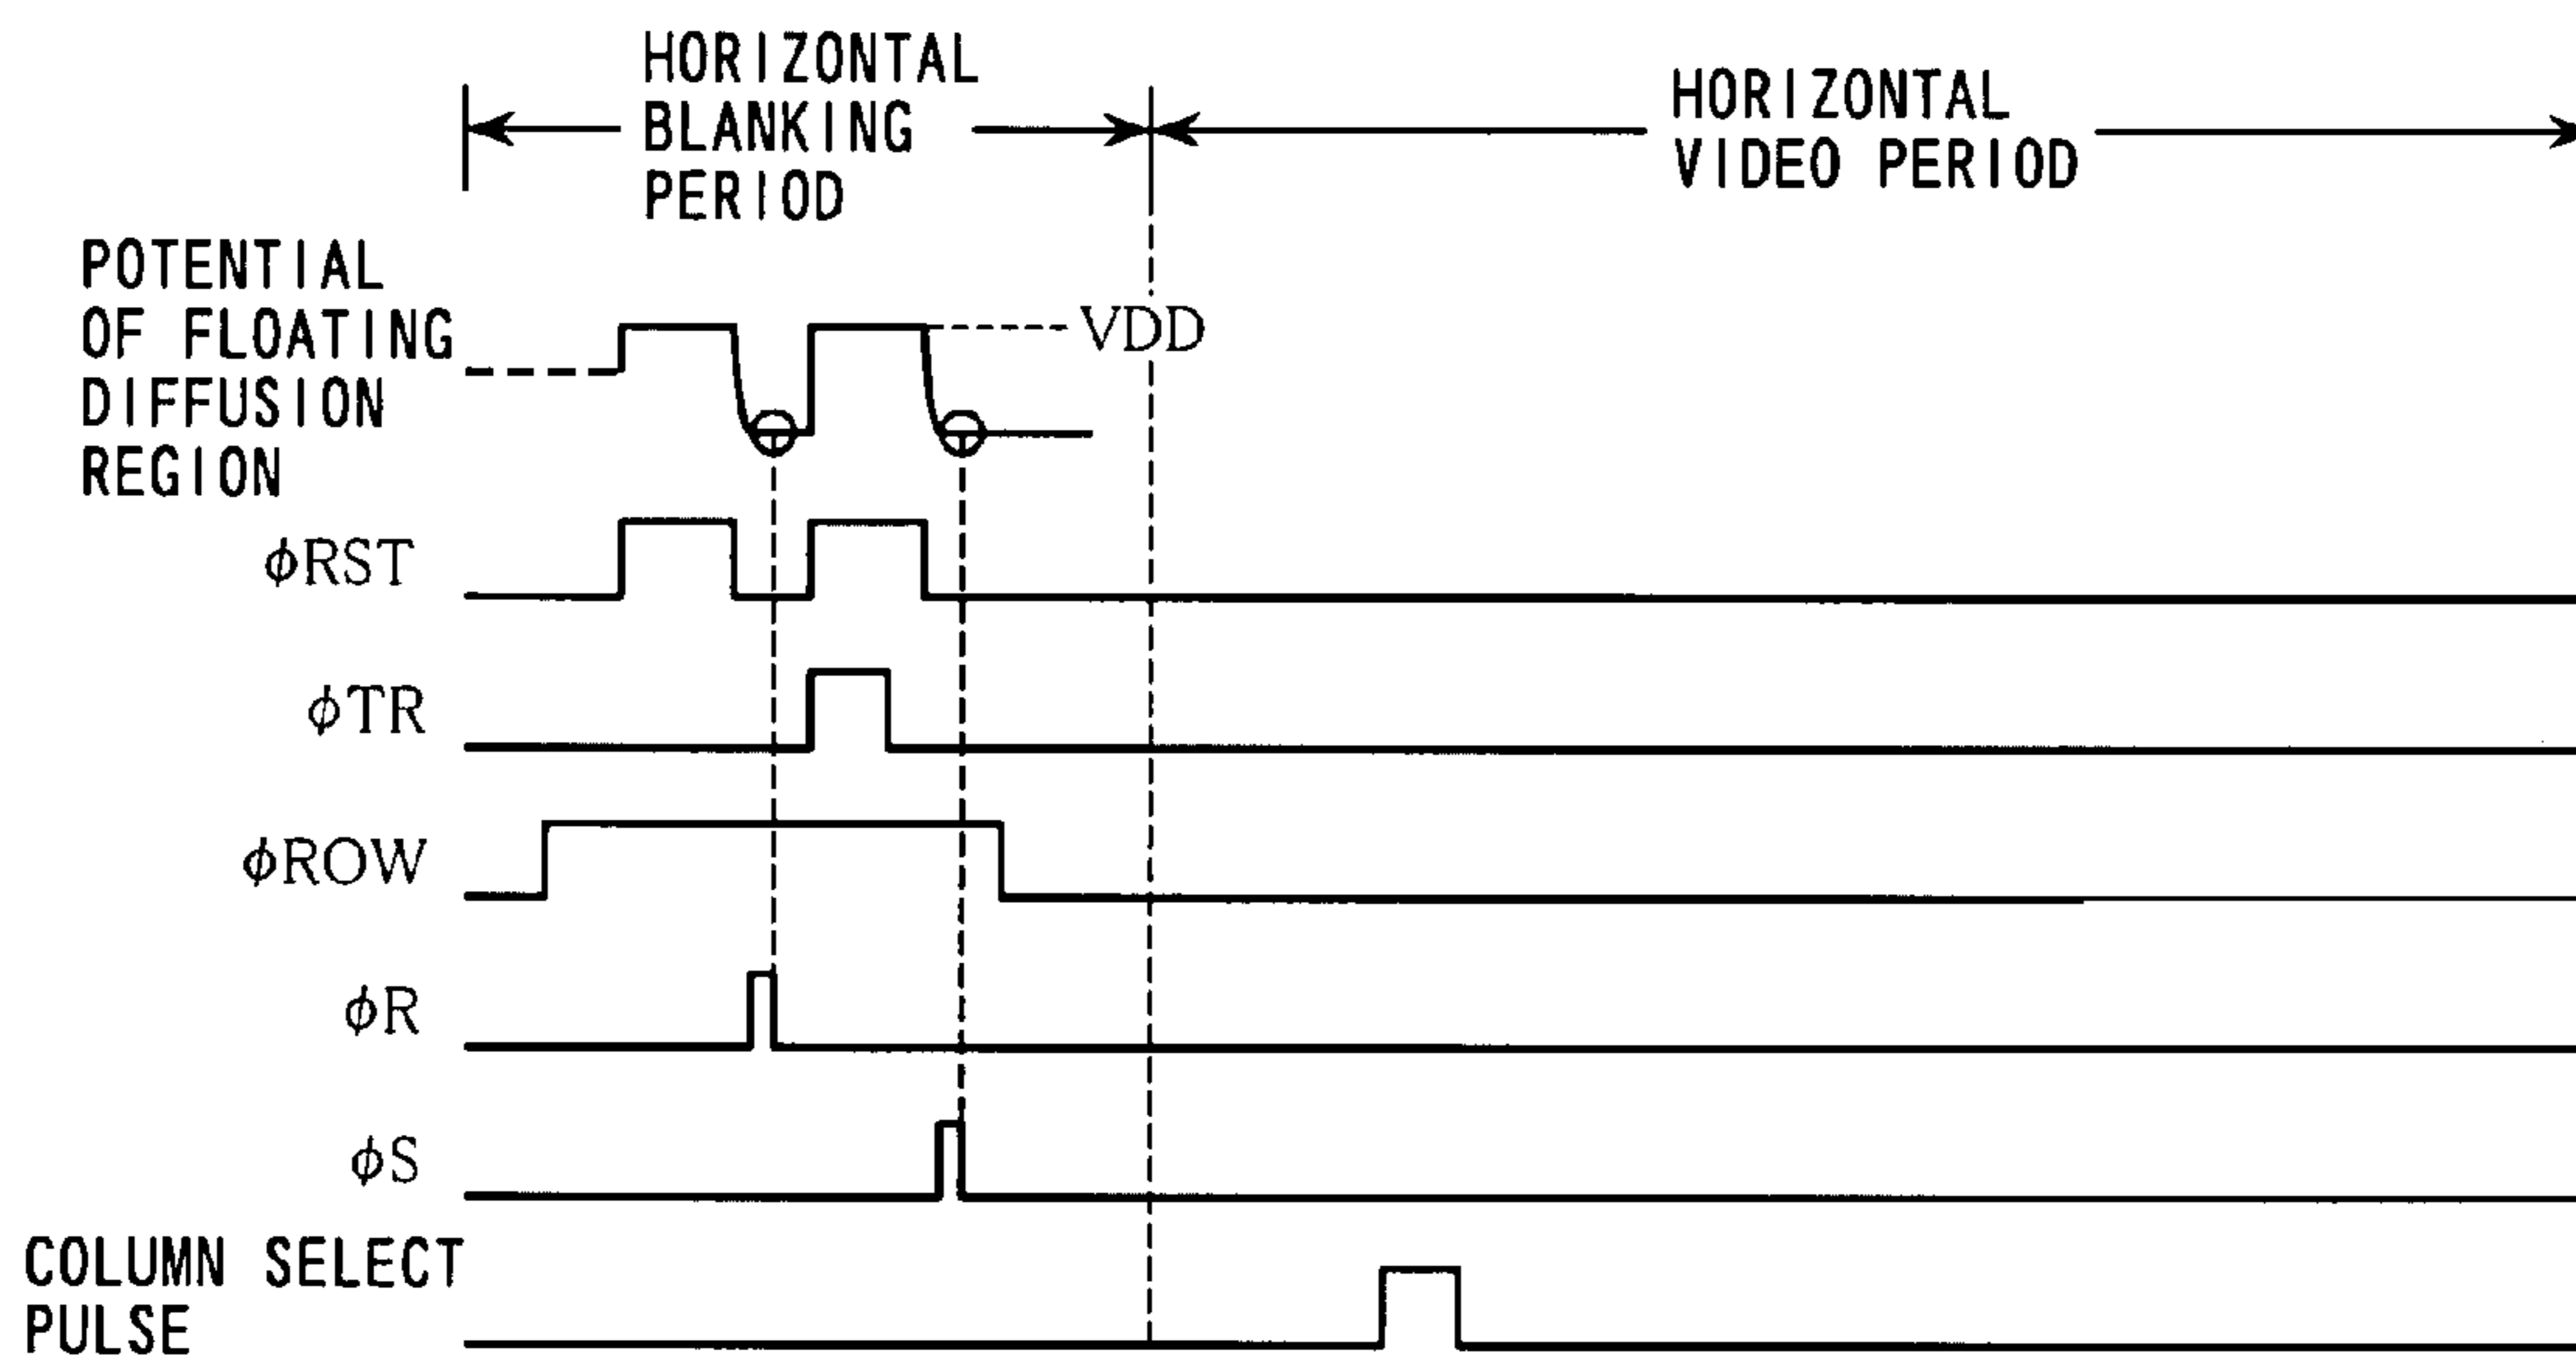 HORIZONTAL
BLANKING
PERIOD
HORIZONTAL
VIDEO PERIOD
POTENTIAL
OF FLOATING
DIFFUSION
REGION
VDD
ϕRST
ϕTR
ϕROW
ϕR
ϕS
COLUMN SELECT
PULSE